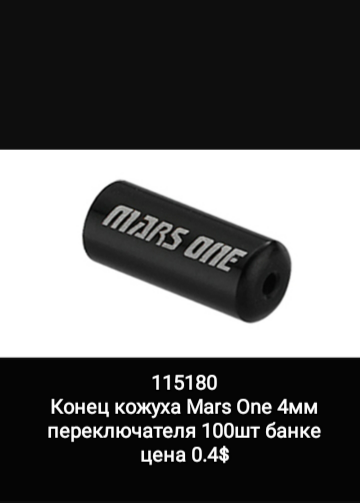 MARS ONE
115180
Конец кожуха Mars One 4мм
переключателя 100шт банке
цена 0.4$